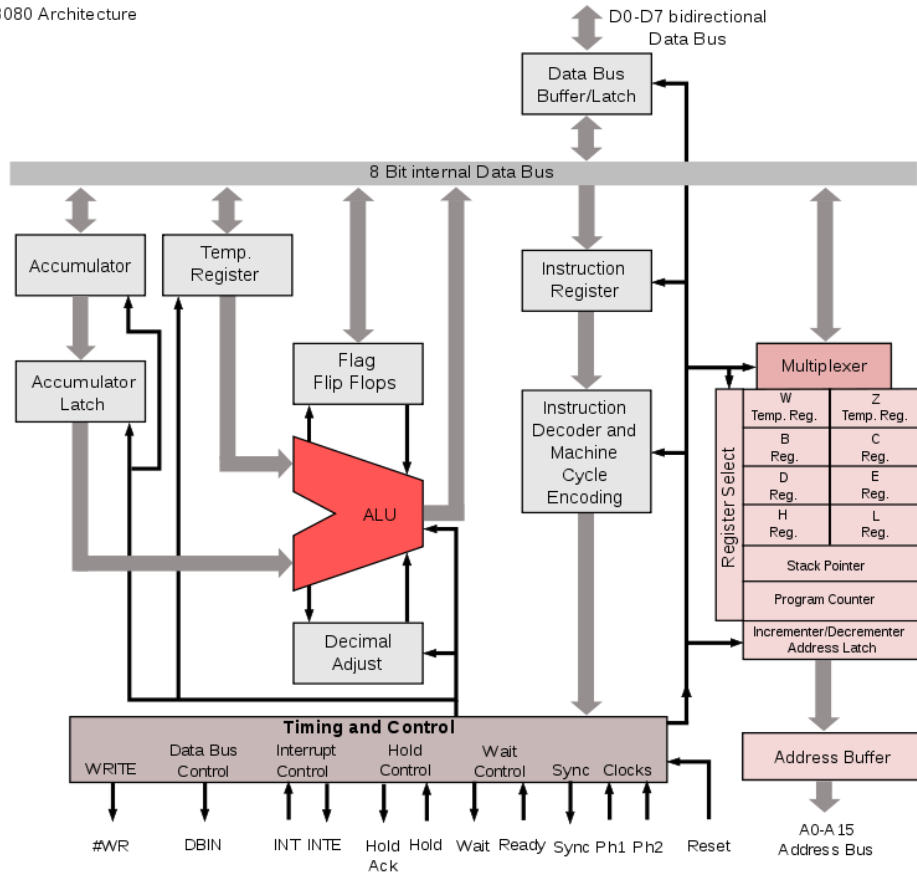 8080 Architecture
D0-D7 bidirectional
Data Bus
Data Bus
Buffer/Latch
8 Bit internal Data Bus
Accumulator
Temp.
Register
Instruction
Register
Accumulator
Latch
Flag
Flip Flops
Multiplexer
Instruction
Decoder and
Machine
Cycle
Encoding
Register Select
W
Temp. Reg.
Z
Temp. Reg.
B
Reg.
C
Reg.
D
Reg.
E
Reg.
H
Reg.
L
Reg.
Stack Pointer
Program Counter
Incrementer/Decrementer
Address Latch
ALU
Decimal
Adjust
Timing and Control
WRITE
Data Bus
Control
Interrupt
Control
Hold
Control
Wait
Control
Sync
Clocks
Address Buffer
#WR
DBIN
INT
INTE
Hold
Ack
Hold
Wait
Ready
Sync
Ph1
Ph2
Reset
A0-A15
Address Bus